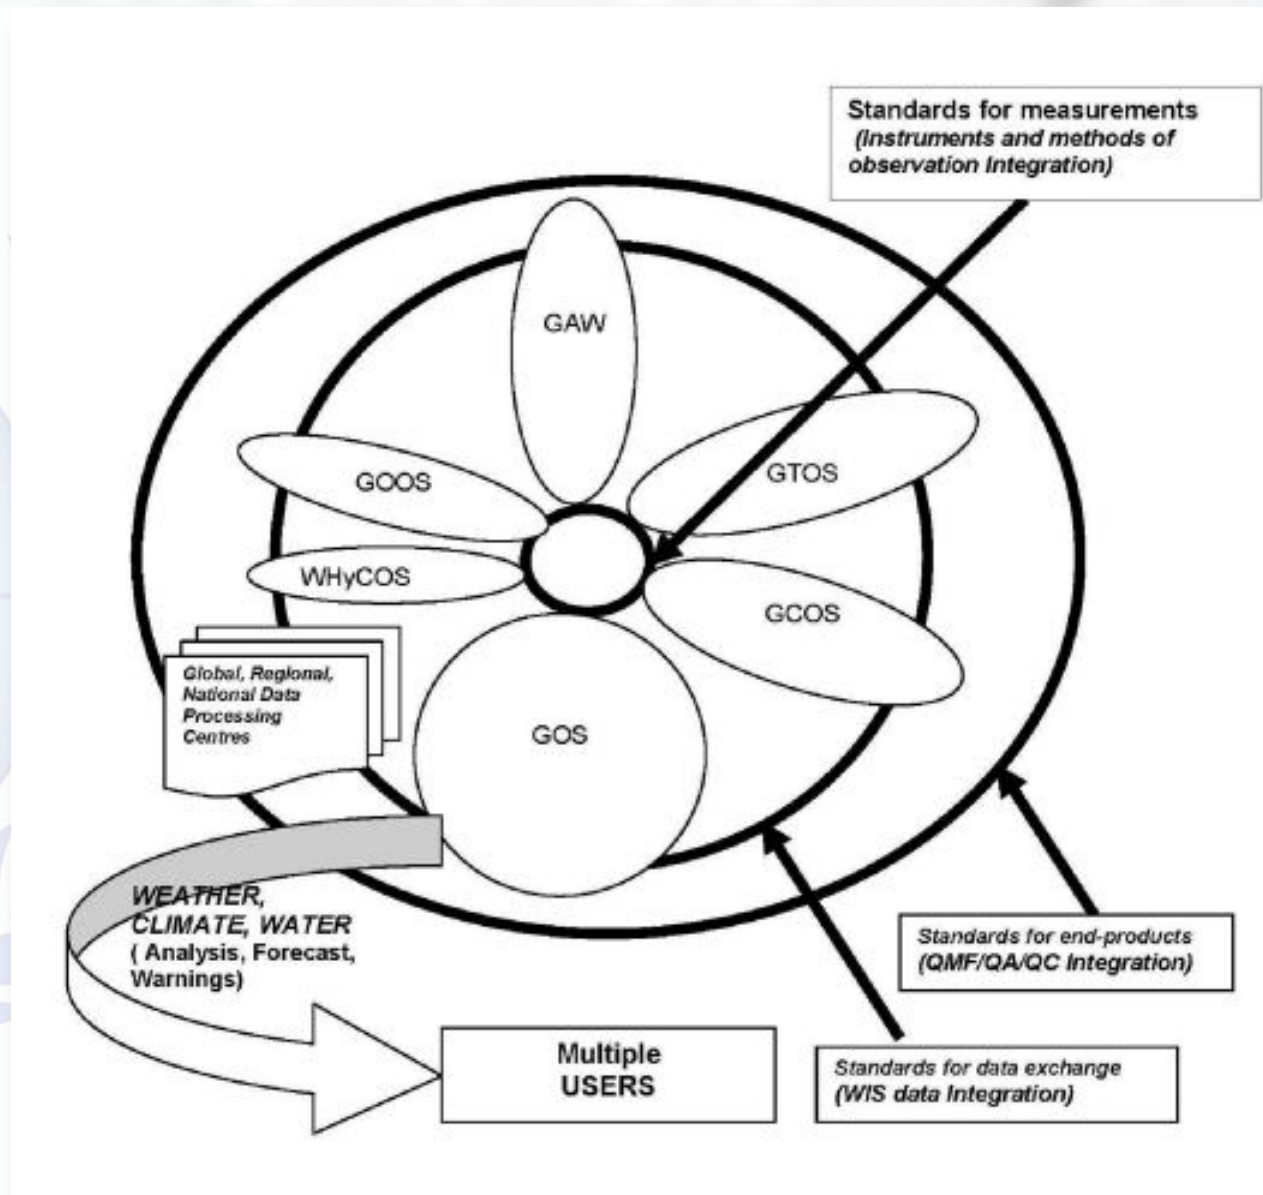 Standards for measurements
(Instruments and methods of
observation Integration)
GAW
GTOS
GOOS
WHyCOS
GCOS
Global, Regional,
National Data
Processing
Centres
GOS
WEATHER,
CLIMATE, WATER
( Analysis, Forecast,
Warnings)
Standards for end-products
(QMF/QA/QC Integration)
Multiple
USERS
Standards for data exchange
(WIS data Integration)